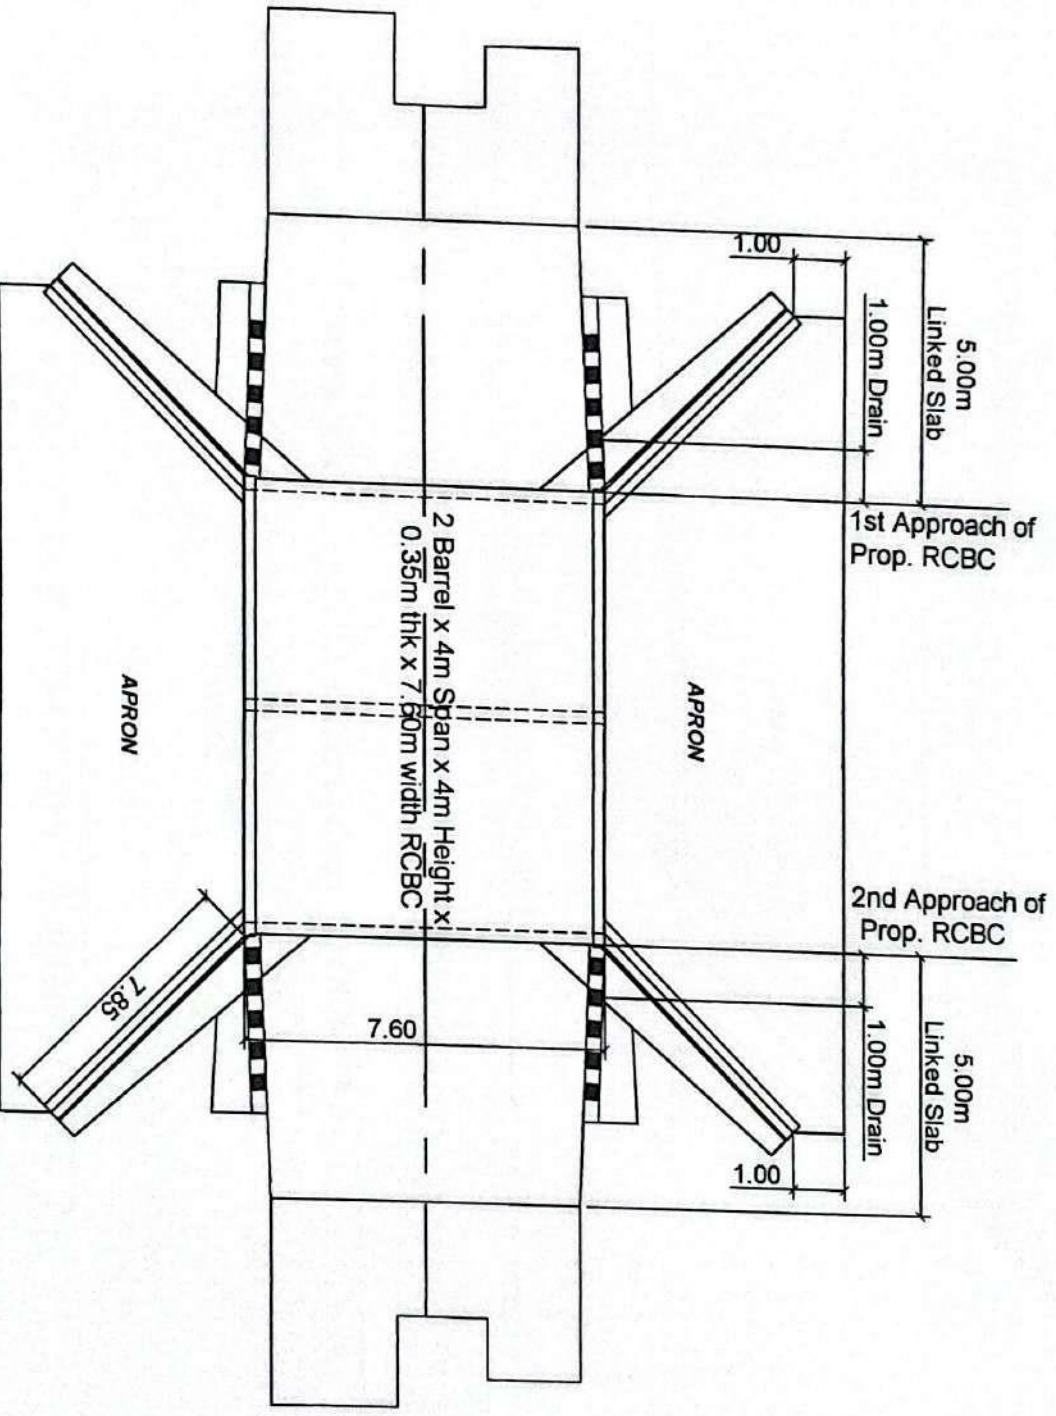 1.00
5.00m
Linked Slab
1.00m Drain
1st Approach of
Prop. RCBC
2 Barrel x 4m Span x 4m Height x
0.35m thk x 7.60m width RCBC
APRON
APRON
2nd Approach of
Prop. RCBC
7.85
7.60
5.00m
Linked Slab
1.00m Drain
1.00